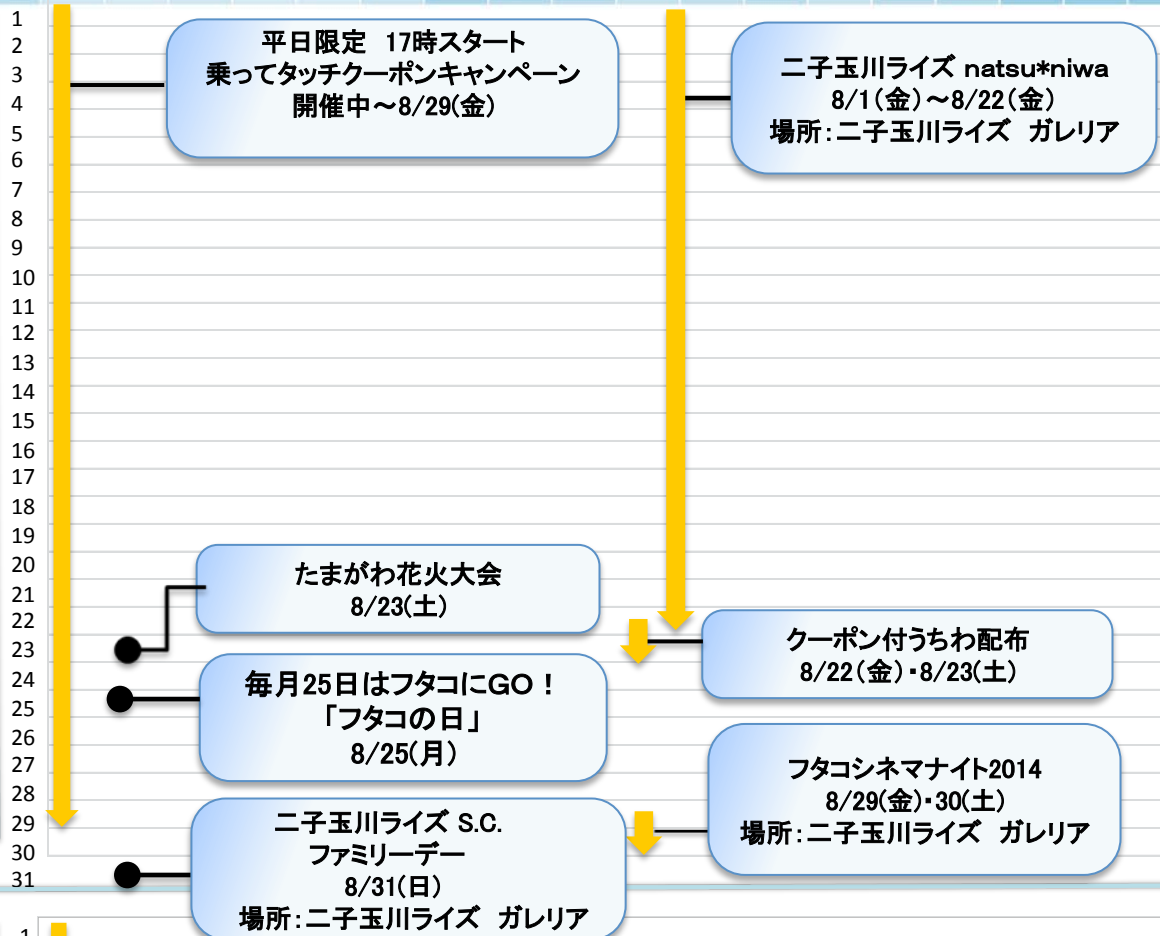 1
2
3
4
5
6
7
8
9
10
11
12
13
14
15
16
17
18
19
20
21
22
23
24
25
26
27
28
29
30
31
1
平日限定 17時スタート
乗ってタッチクーポンキャンペーン
開催中～8/29(金)
二子玉川ライズ natsu*niwa
8/1(金)～8/22(金)
場所:二子玉川ライズ ガレリア
たまがわ花火大会
8/23(土)
クーポン付うちわ配布
8/22(金)・8/23(土)
毎月25日はフタコにGO!
「フタコの日」
8/25(月)
フタコシネマナイト2014
8/29(金)・30(土)
場所:二子玉川ライズ ガレリア
二子玉川ライズ S.C.
ファミリーデー
8/31(日)
場所:二子玉川ライズ ガレリア